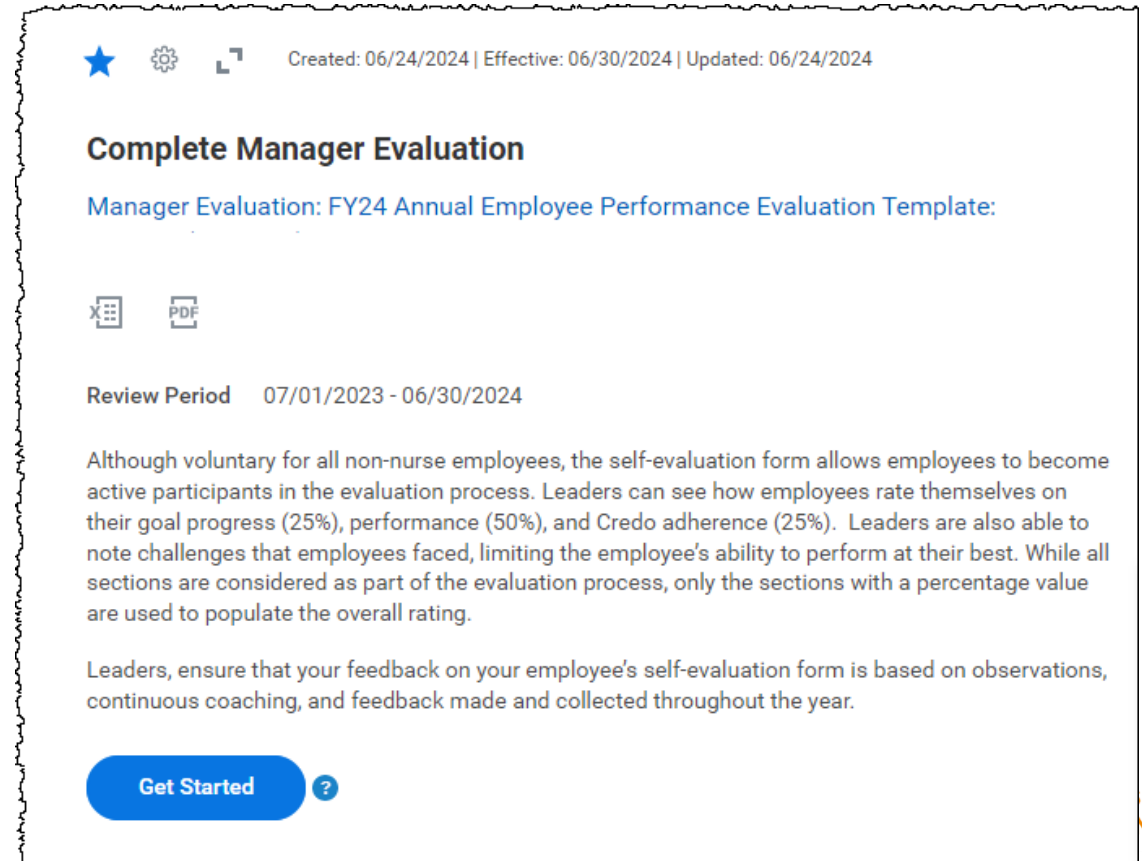 Created: 06/24/2024 | Effective: 06/30/2024 | Updated: 06/24/2024
Complete Manager Evaluation
Manager Evaluation: FY24 Annual Employee Performance Evaluation Template:
X
PDF
Review Period 07/01/2023 - 06/30/2024
Although voluntary for all non-nurse employees, the self-evaluation form allows employees to become
active participants in the evaluation process. Leaders can see how employees rate themselves on
their goal progress (25%), performance (50%), and Credo adherence (25%).  Leaders are also able to
note challenges that employees faced, limiting the employee’s ability to perform at their best. While all
sections are considered as part of the evaluation process, only the sections with a percentage value
are used to populate the overall rating.
Leaders, ensure that your feedback on your employee’s self-evaluation form is based on observations,
continuous coaching, and feedback made and collected throughout the year.
Get Started ?